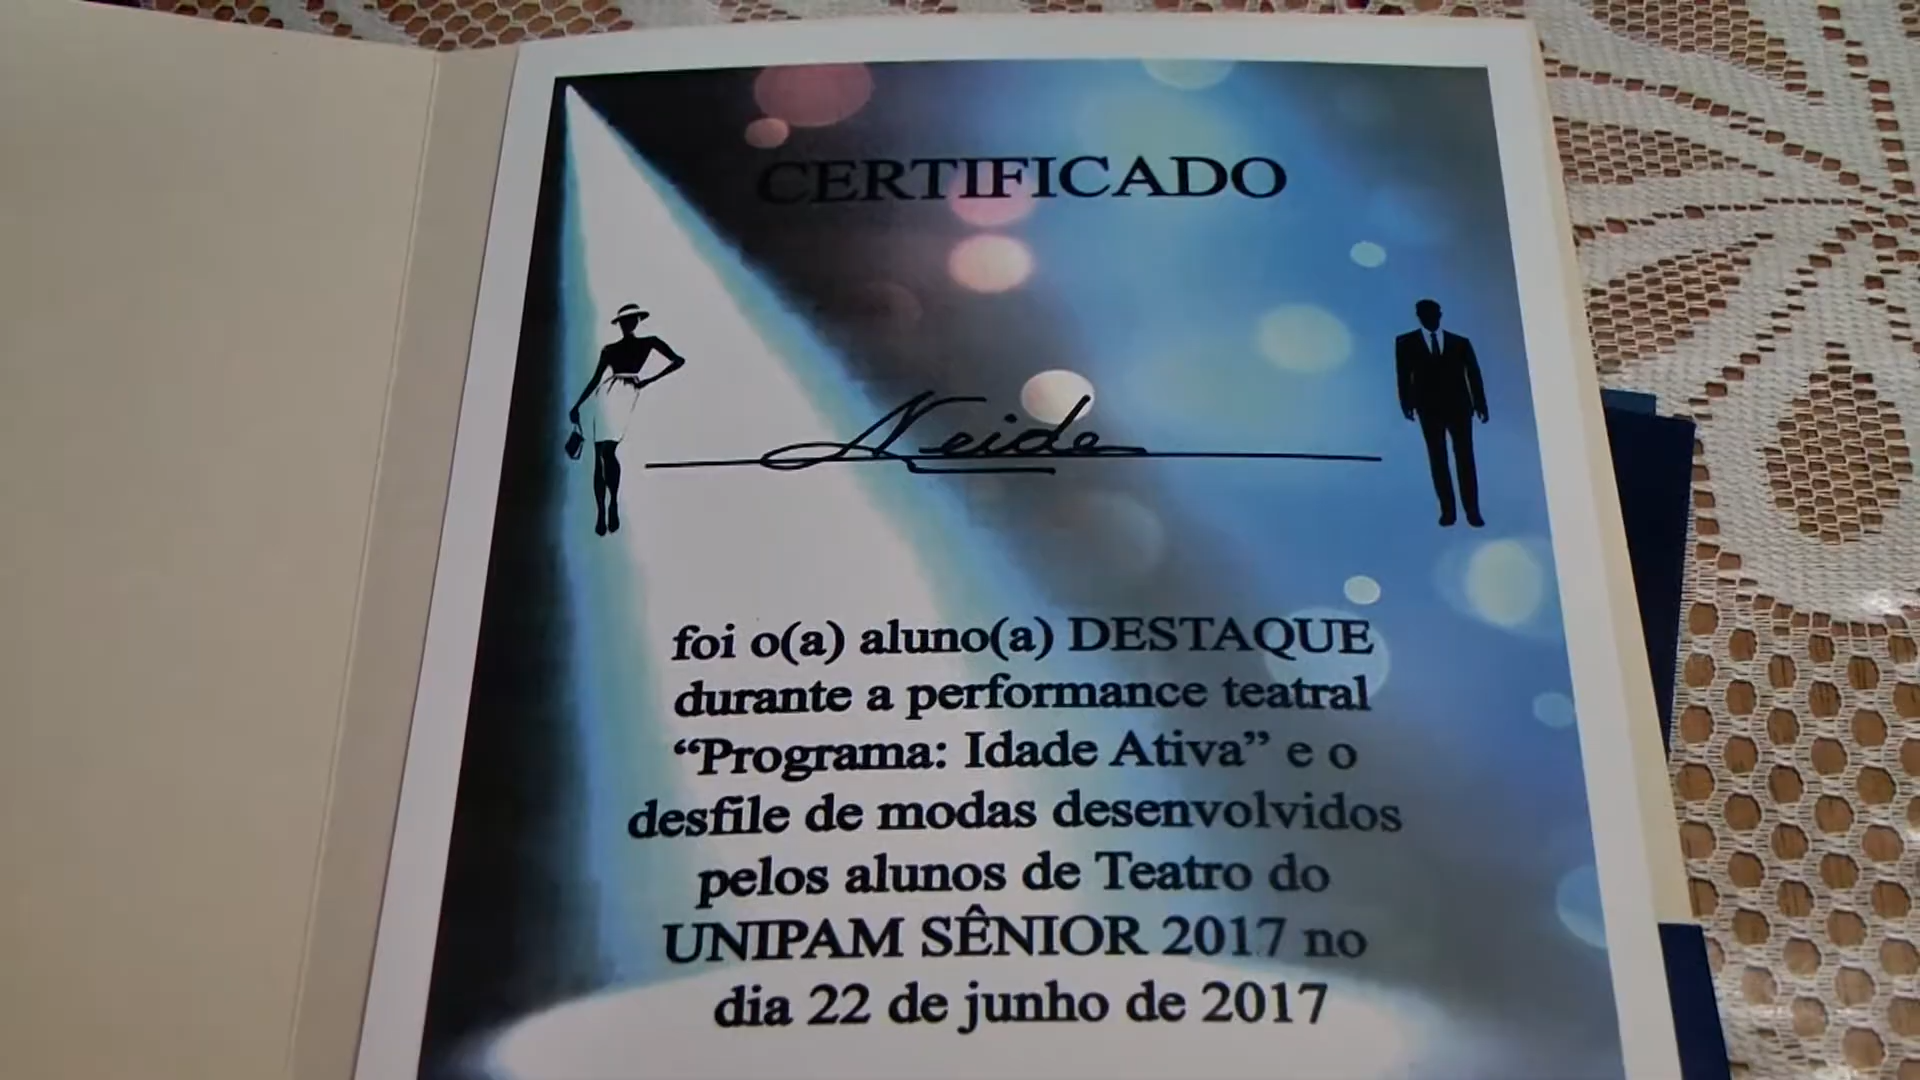 CERTIFICADO
Neide
foi o(a) aluno(a) DESTAQUE
durante a performance teatral
“Programa: Idade Ativa” e o
desfile de modas desenvolvidos
pelos alunos de Teatro do
UNIPAM SÊNIOR 2017 no
dia 22 de junho de 2017